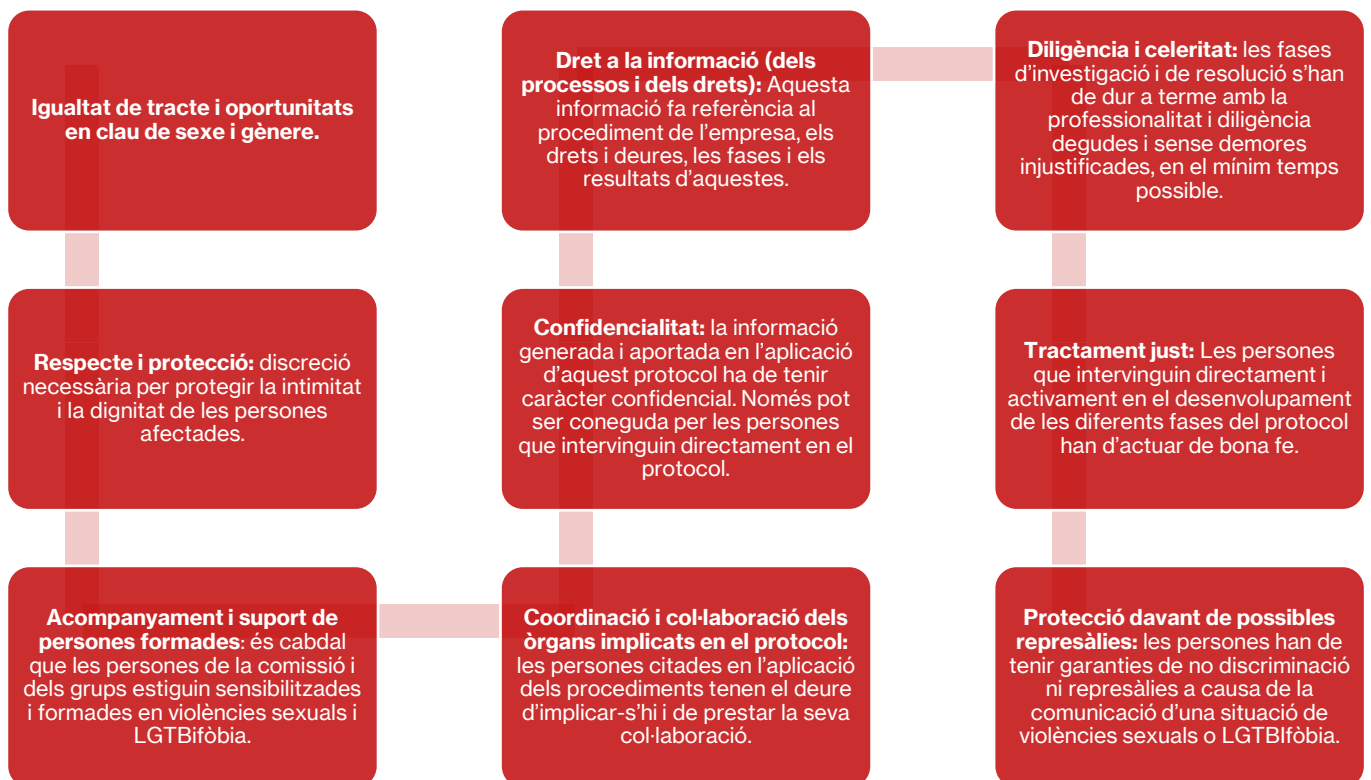 Igualtat de tracte i oportunitats
en clau de sexe i gènere.
Respecte i protecció: discreció
necessària per protegir la intimitat
i la dignitat de les persones
afectades.
Acompanyament i suport de
persones formades: és cabdal
que les persones de la comissió i
dels grups estiguin sensibilitzades
i formades en violències sexuals i
LGTBifòbia.
Coordinació i col·laboració dels
òrgans implicats en el protocol:
les persones citades en l’aplicació
dels procediments tenen el deure
d’implicar-s’hi i de prestar la seva
col·laboració.
Confidencialitat: la informació
generada i aportada en l’aplicació
d’aquest protocol ha de tenir
caràcter confidencial. Només pot
ser coneguda per les persones
que intervinguin directament en el
protocol.
Dret a la informació (dels
processos i dels drets): Aquesta
informació fa referència al
procediment de l’empresa, els
drets i deures, les fases i els
resultats d’aquestes.
Diligència i celeritat: les fases
d’investigació i de resolució s’han
de dur a terme amb la
professionalitat i diligència
degudes i sense demores
injustificades, en el mínim temps
possible.
Tractament just: Les persones
que intervinguin directament i
activament en el desenvolupament
de les diferents fases del protocol
han d’actuar de bona fe.
Protecció davant de possibles
represàlies: les persones han de
tenir garanties de no discriminació
ni represàlies a causa de la
comunicació d’una situació de
violències sexuals o LGTBIfòbia.